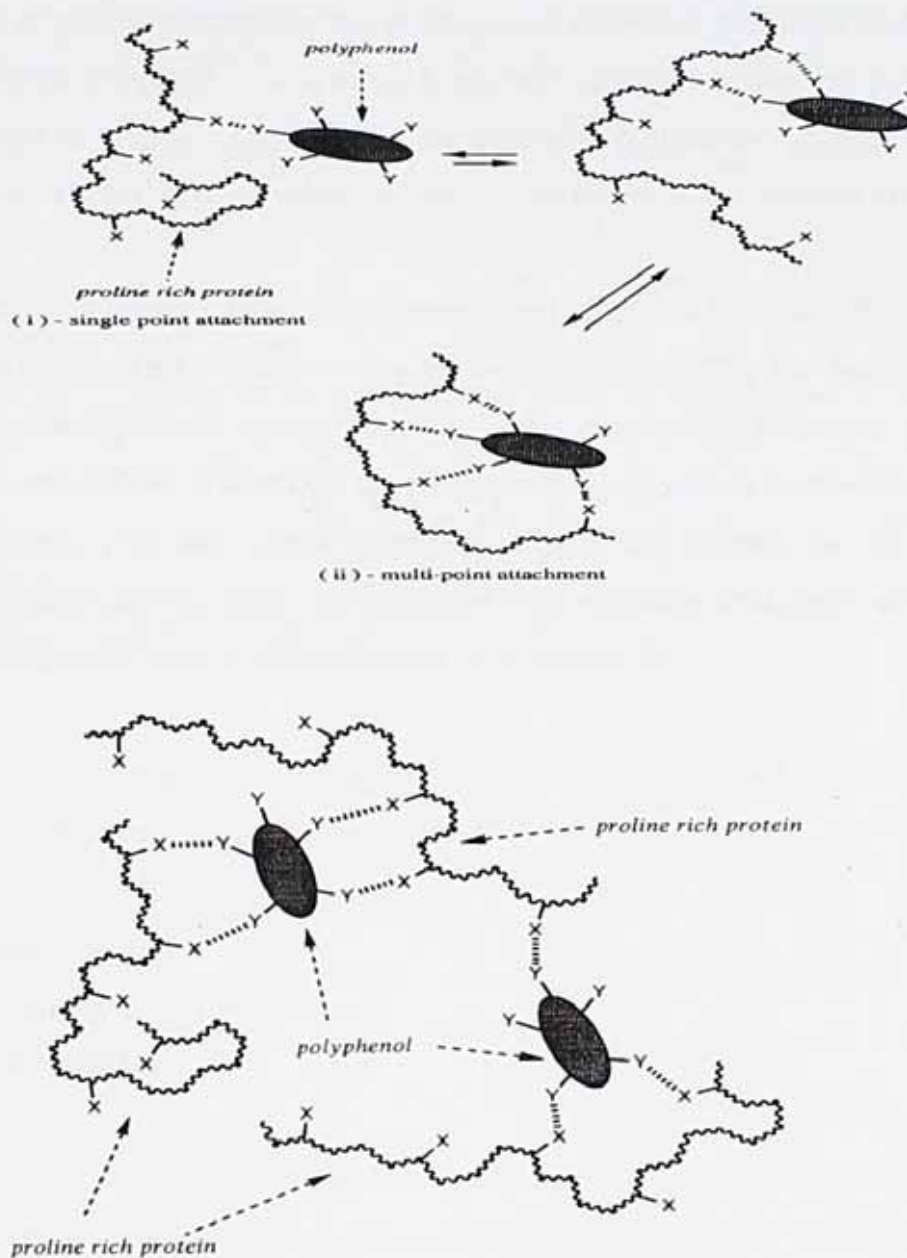 polyphenol
proline rich protein
( i ) - single point attachment
( ii ) - multi-point attachment
proline rich protein
polyphenol
proline rich protein